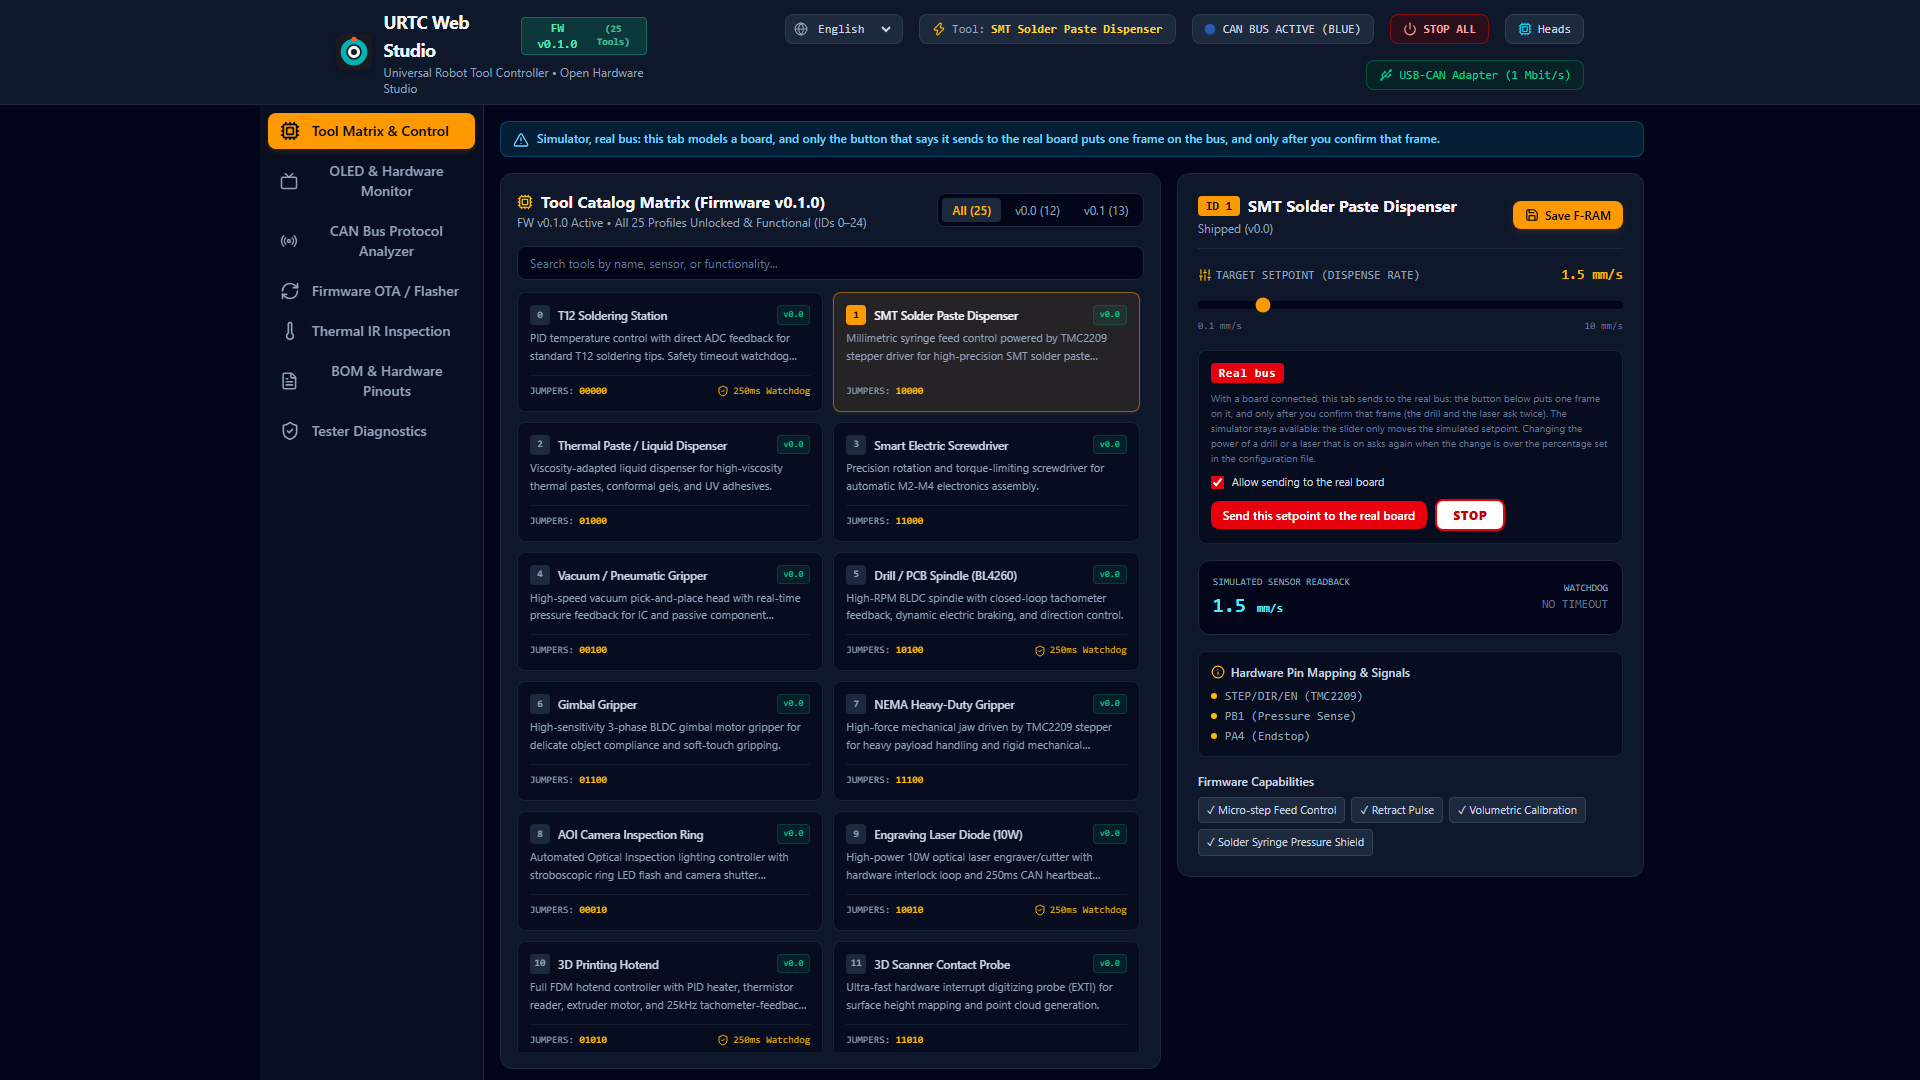 URTC Web Studio
FW v0.1.0 (25 Tools)
Universal Robot Tool Controller • Open Hardware Studio
English
Tool: SMT Solder Paste Dispenser
CAN BUS ACTIVE (BLUE)
STOP ALL
Heads
USB-CAN Adapter (1 Mbit/s)
Tool Matrix & Control
OLED & Hardware Monitor
CAN Bus Protocol Analyzer
Firmware OTA / Flasher
Thermal IR Inspection
BOM & Hardware Pinouts
Tester Diagnostics
Simulator, real bus: this tab models a board, and only the button that says it sends to the real board puts one frame on the bus, and only after you confirm that frame.
Tool Catalog Matrix (Firmware v0.1.0)
FW v0.1.0 Active • All 25 Profiles Unlocked & Functional (IDs 0–24)
All (25)
v0.0 (12)
v0.1 (13)
Search tools by name, sensor, or functionality...
0 T12 Soldering Station v0.0
PID temperature control with direct ADC feedback for
standard T12 soldering tips. Safety timeout watchdog...
JUMPERS: 00000 250ms Watchdog
1 SMT Solder Paste Dispenser v0.0
Millimetric syringe feed control powered by TMC2209
stepper driver for high-precision SMT solder paste...
JUMPERS: 10000
2 Thermal Paste / Liquid Dispenser v0.0
Viscosity-adapted liquid dispenser for high-viscosity
thermal pastes, conformal gels, and UV adhesives.
JUMPERS: 01000
3 Smart Electric Screwdriver v0.0
Precision rotation and torque-limiting screwdriver for
automatic M2-M4 electronics assembly.
JUMPERS: 11000
4 Vacuum / Pneumatic Gripper v0.0
High-speed vacuum pick-and-place head with real-time
pressure feedback for IC and passive component...
JUMPERS: 00100
5 Drill / PCB Spindle (BL4260) v0.0
High-RPM BLDC spindle with closed-loop tachometer
feedback, dynamic electric braking, and direction control.
JUMPERS: 10100 250ms Watchdog
6 Gimbal Gripper v0.0
High-sensitivity 3-phase BLDC gimbal motor gripper for
delicate object compliance and soft-touch gripping.
JUMPERS: 01100
7 NEMA Heavy-Duty Gripper v0.0
High-force mechanical jaw driven by TMC2209 stepper
for heavy payload handling and rigid mechanical...
JUMPERS: 11100
8 AOI Camera Inspection Ring v0.0
Automated Optical Inspection lighting controller with
stroboscopic ring LED flash and camera shutter...
JUMPERS: 00010
9 Engraving Laser Diode (10W) v0.0
High-power 10W optical laser engraver/cutter with
hardware interlock loop and 250ms CAN heartbeat...
JUMPERS: 10010 250ms Watchdog
10 3D Printing Hotend v0.0
Full FDM hotend controller with PID heater, thermistor
reader, extruder motor, and 25kHz tachometer-feedbac...
JUMPERS: 01010 250ms Watchdog
11 3D Scanner Contact Probe v0.0
Ultra-fast hardware interrupt digitizing probe (EXTI) for
surface height mapping and point cloud generation.
JUMPERS: 11010
ID 1 SMT Solder Paste Dispenser
Shipped (v0.0)
Save F-RAM
TARGET SETPOINT (DISPENSE RATE) 1.5 mm/s
0.1 mm/s 10 mm/s
Real bus
With a board connected, this tab sends to the real bus: the button below puts one frame
on it, and only after you confirm that frame (the drill and the laser ask twice). The
simulator stays available: the slider only moves the simulated setpoint. Changing the
power of a drill or a laser that is on asks again when the change is over the percentage set
in the configuration file.
Allow sending to the real board
Send this setpoint to the real board
STOP
SIMULATED SENSOR READBACK
1.5 mm/s
WATCHDOG
NO TIMEOUT
Hardware Pin Mapping & Signals
STEP/DIR/EN (TMC2209)
PB1 (Pressure Sense)
PA4 (Endstop)
Firmware Capabilities
✓ Micro-step Feed Control
✓ Retract Pulse
✓ Volumetric Calibration
✓ Solder Syringe Pressure Shield